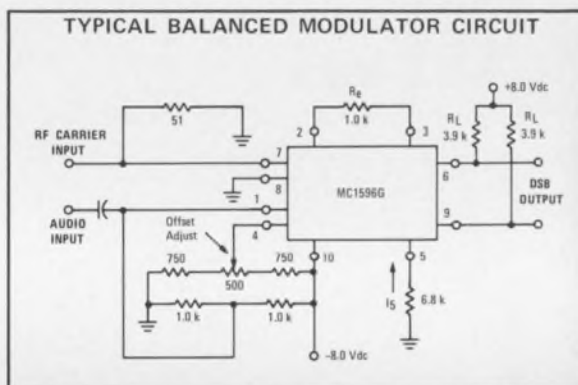 TYPICAL BALANCED MODULATOR CIRCUIT
+8.0 Vdc
Re
1.0 k
51
RL
3.9 k
RL
3.9 k
RF CARRIER
INPUT
2
3
7
6
8
MC1596G
DSB
OUTPUT
1
AUDIO
INPUT
Offset
Adjust
4
9
10
5
750
750
500
I5
6.8 k
1.0 k
1.0 k
-8.0 Vdc